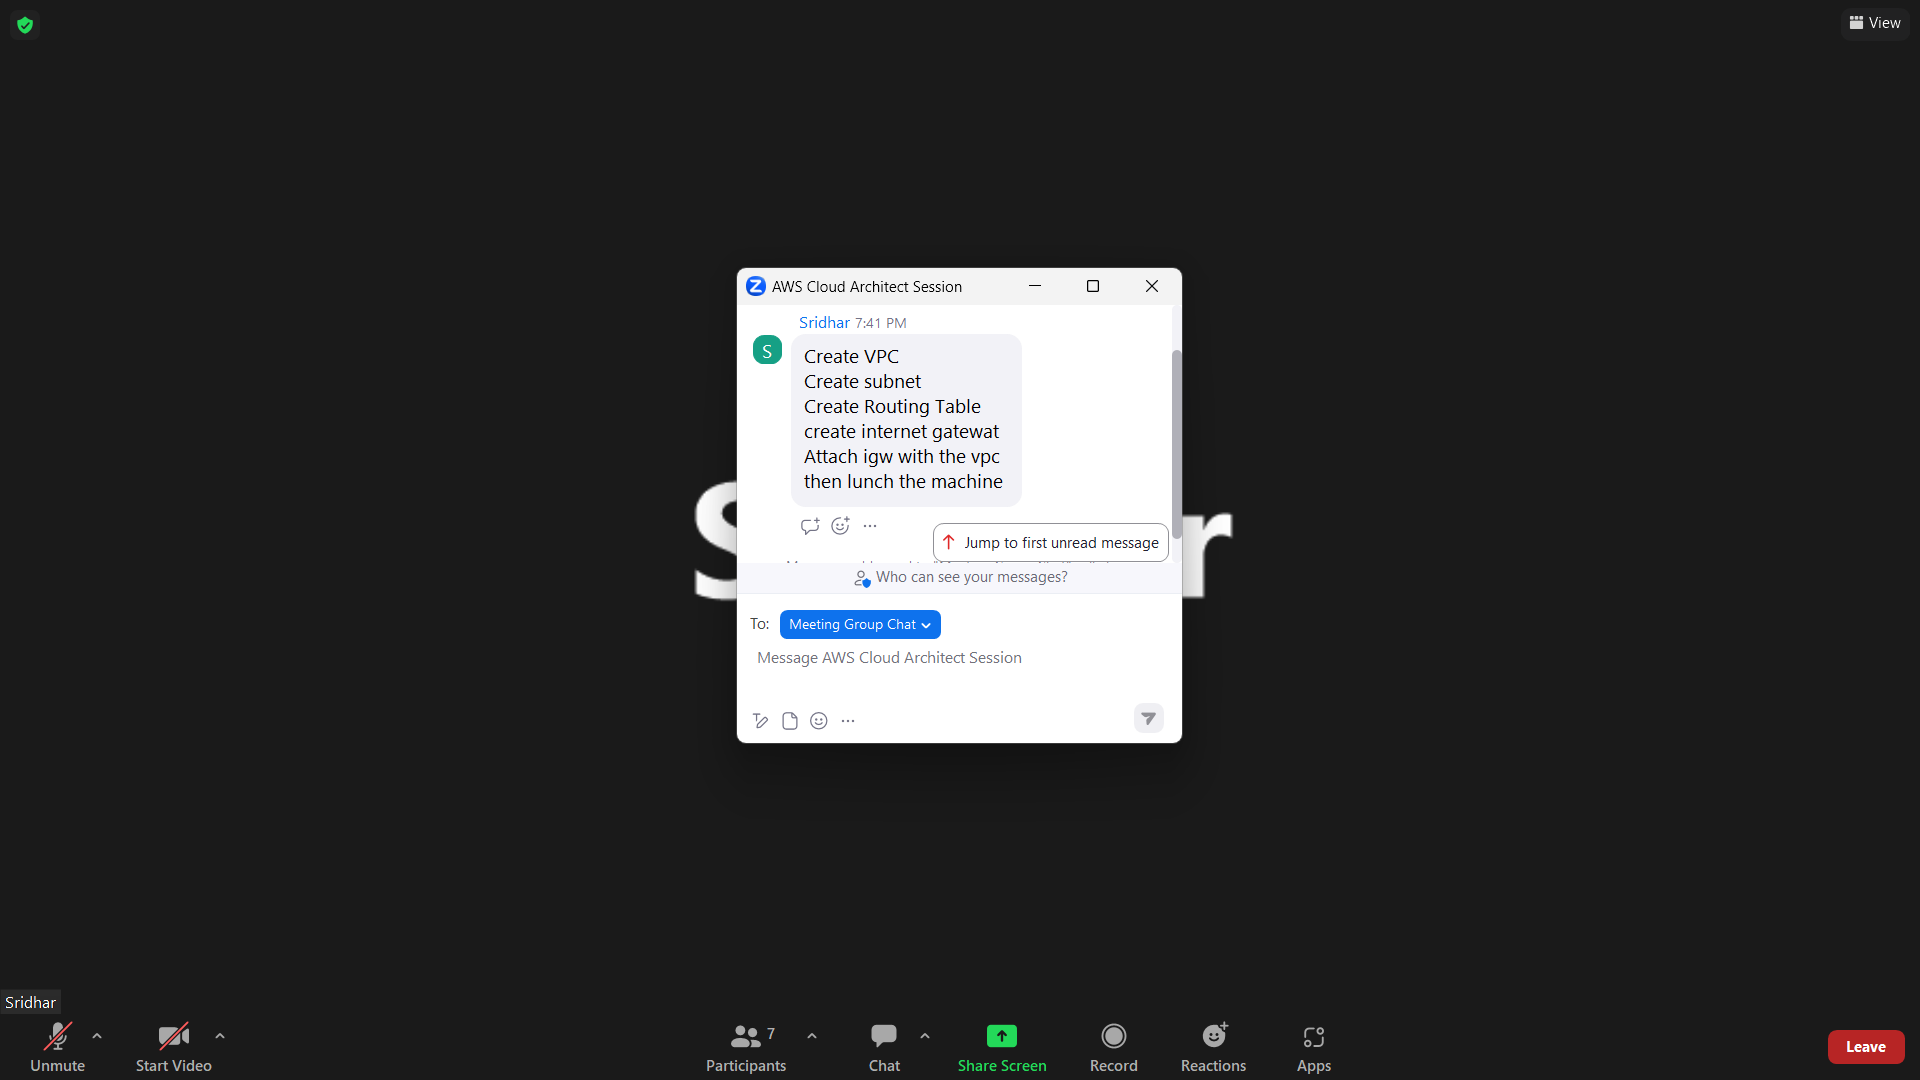 View
AWS Cloud Architect Session
Sridhar 7:41 PM
S
Create VPC
Create subnet
Create Routing Table
create internet gatewat
Attach igw with the vpc
then lunch the machine
Jump to first unread message
Who can see your messages?
To: Meeting Group Chat
Message AWS Cloud Architect Session
Sridhar
Unmute
Start Video
7
Participants
Chat
Share Screen
Record
Reactions
Apps
Leave